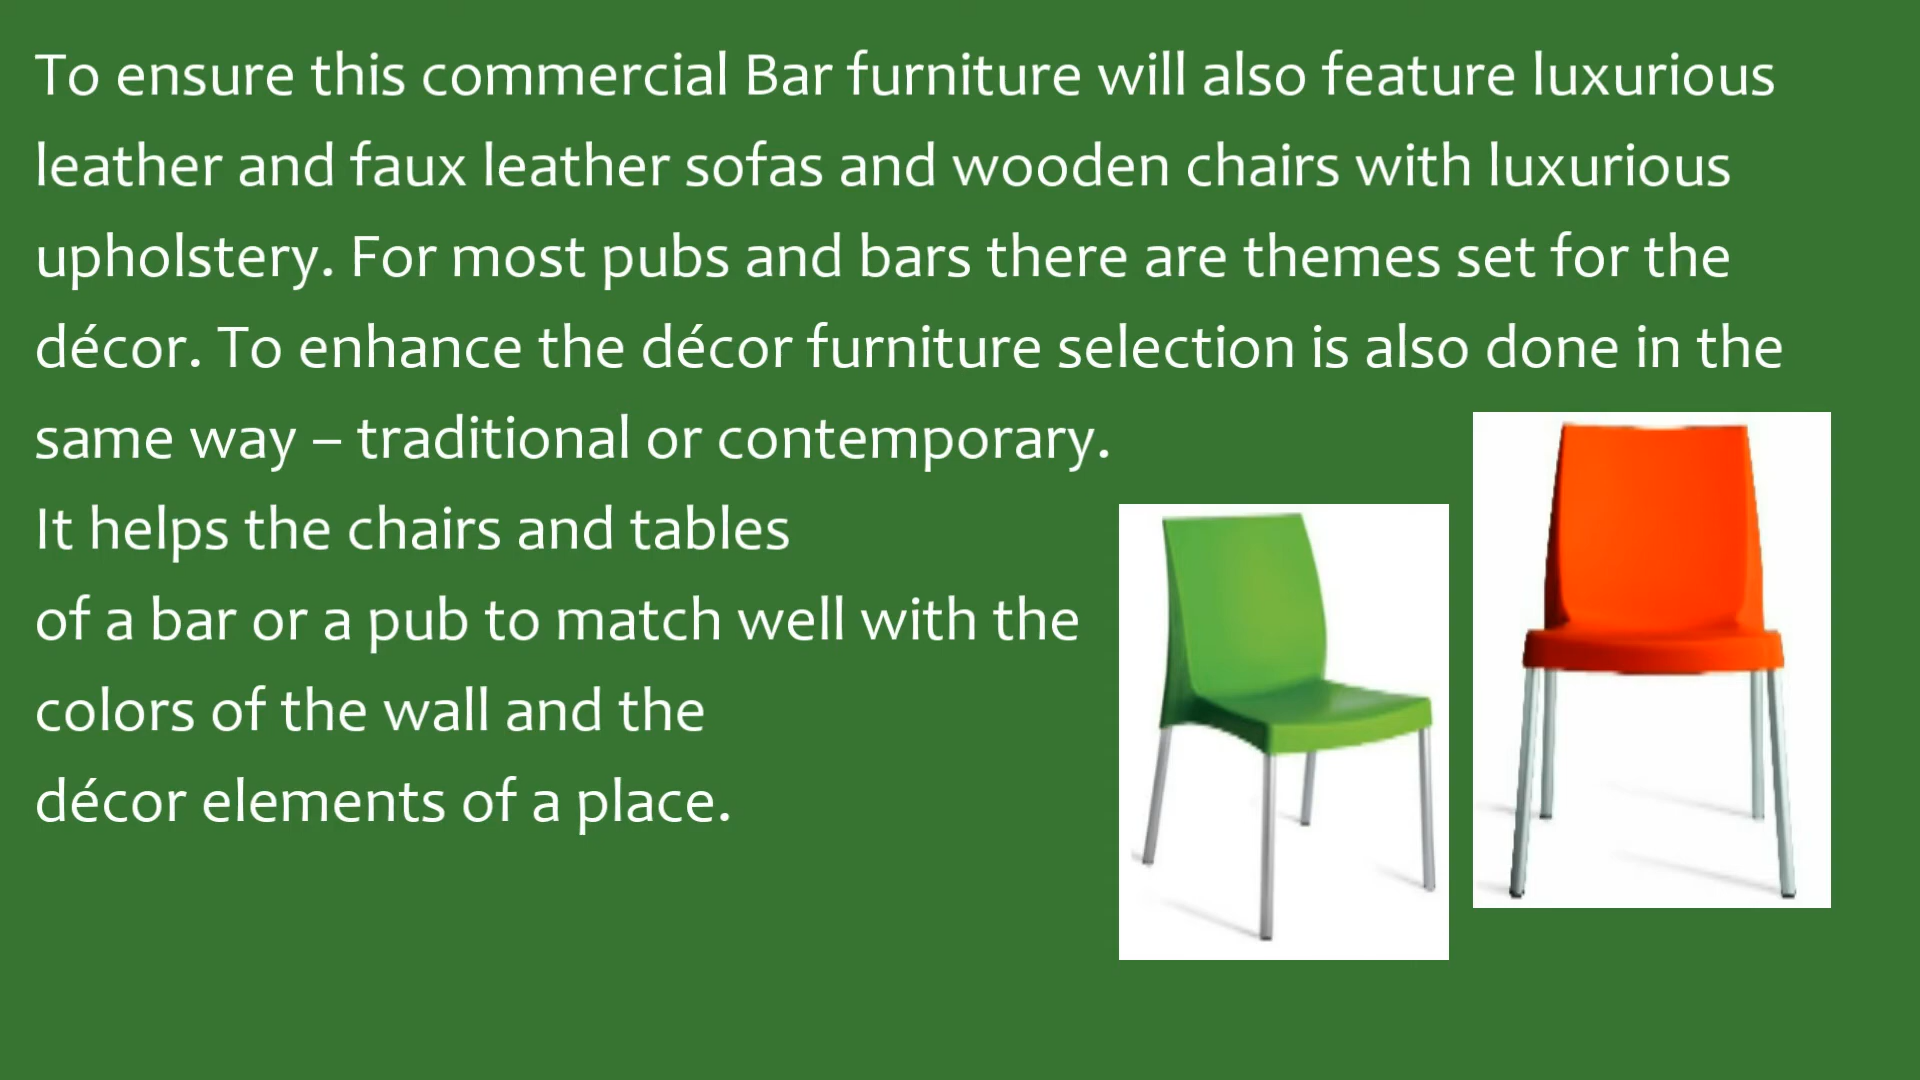 To ensure this commercial Bar furniture will also feature luxurious
leather and faux leather sofas and wooden chairs with luxurious
upholstery. For most pubs and bars there are themes set for the
décor. To enhance the décor furniture selection is also done in the
same way – traditional or contemporary.
It helps the chairs and tables
of a bar or a pub to match well with the
colors of the wall and the
décor elements of a place.